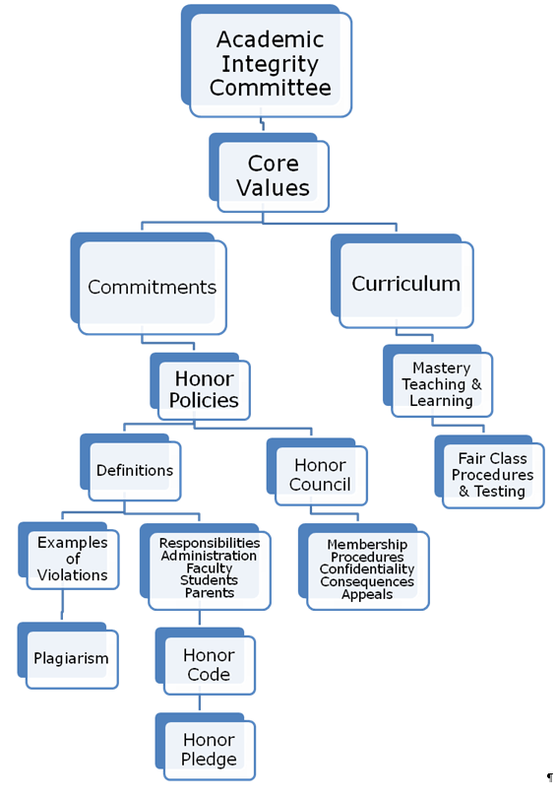 Academic
Integrity
Committee
Core
Values
Commitments
Curriculum
Honor
Policies
Mastery
Teaching &
Learning
Definitions
Honor
Council
Fair Class
Procedures
& Testing
Examples
of
Violations
Responsibilities
Administration
Faculty
Students
Parents
Membership
Procedures
Confidentiality
Consequences
Appeals
Plagiarism
Honor
Code
Honor
Pledge
¶